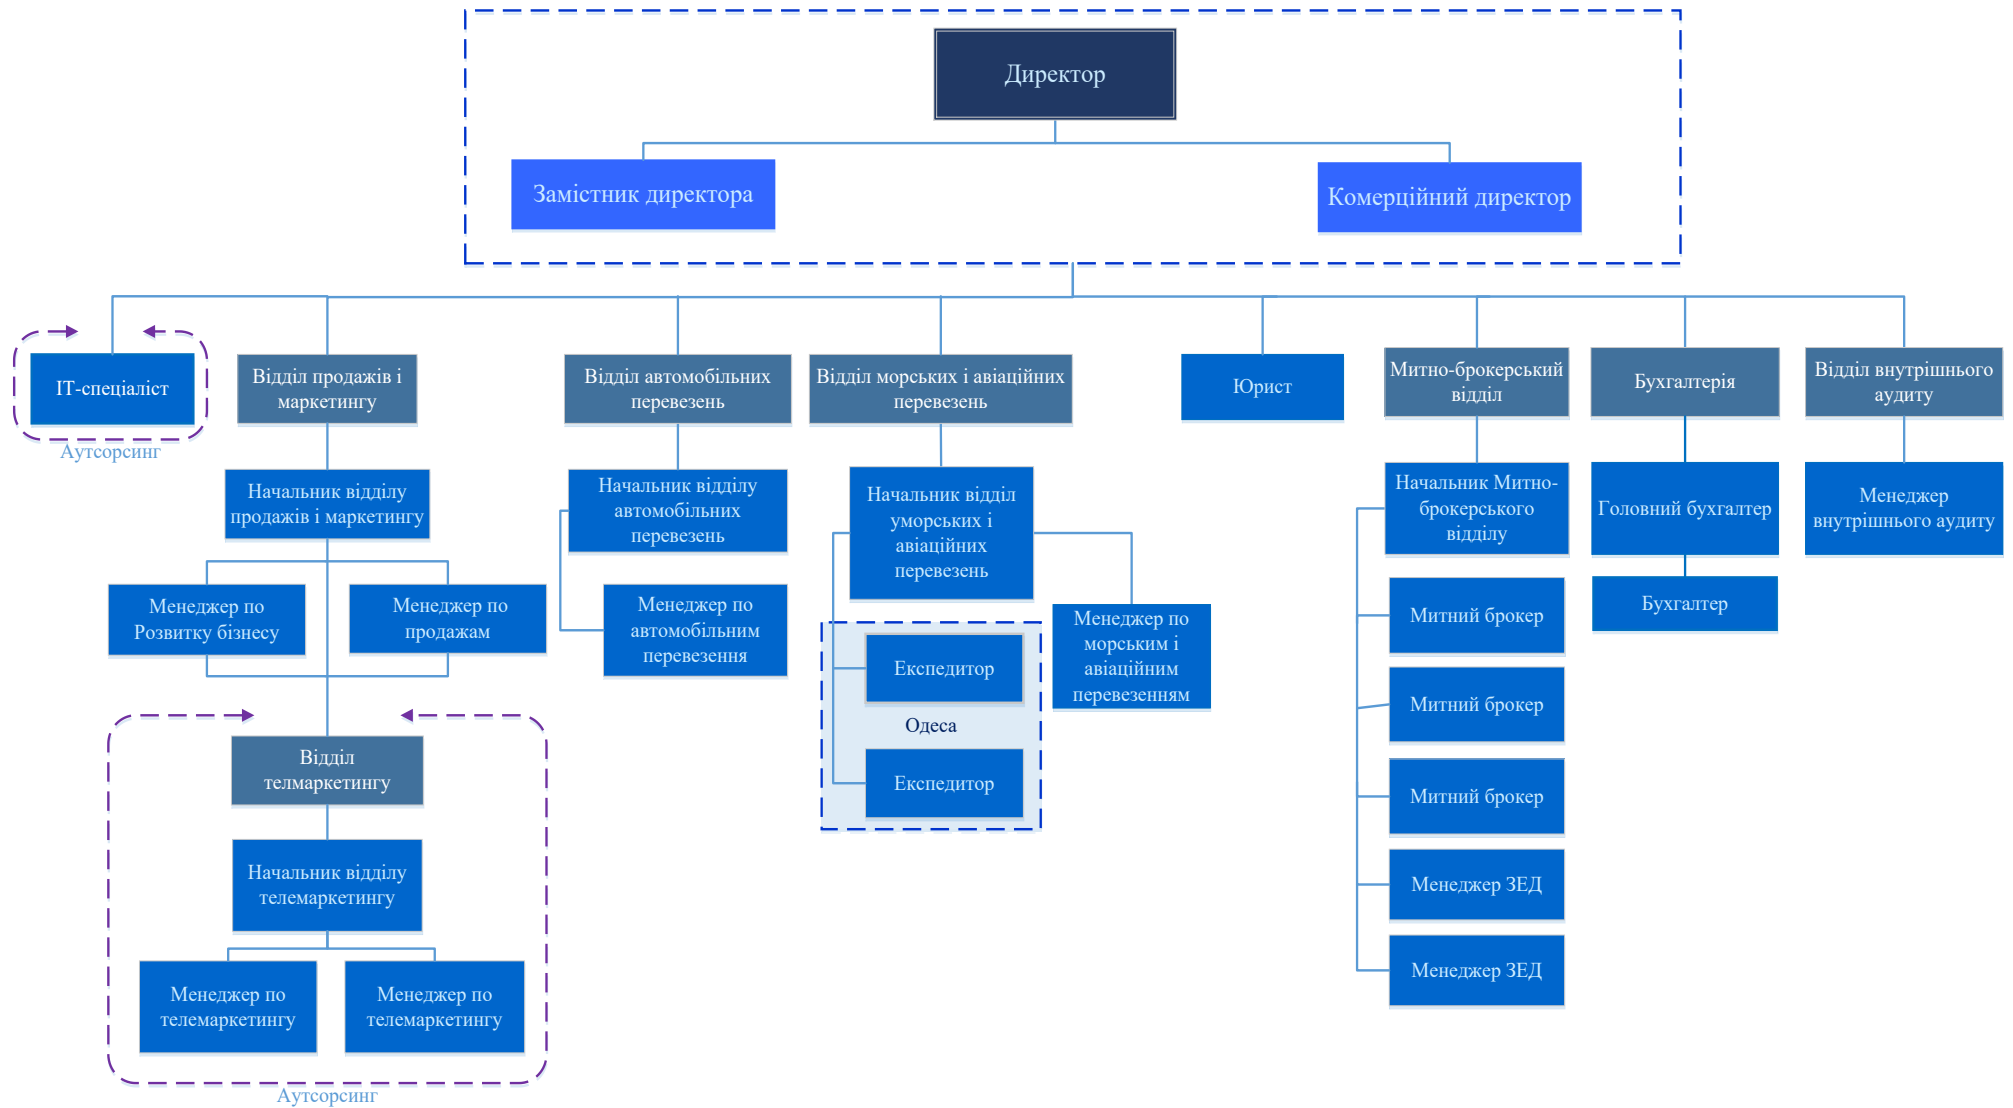 Директор
Замістник директора
Комерційний директор
ІТ-спеціаліст
Аутсорсинг
Відділ продажів і
маркетингу
Відділ автомобільних
перевезень
Відділ морських і авіаційних
перевезень
Юрист
Митно-брокерський
відділ
Бухгалтерія
Відділ внутрішнього
аудиту
Начальник відділу
продажів і маркетингу
Начальник відділу
автомобільних
перевезень
Начальник відділ
уморських і
авіаційних
перевезень
Начальник Митно-
брокерського
відділу
Головний бухгалтер
Менеджер
внутрішнього аудиту
Менеджер по
Розвитку бізнесу
Менеджер по
продажам
Менеджер по
автомобільним
перевезення
Експедитор
Одеса
Експедитор
Менеджер по
морським і
авіаційним
перевезенням
Митний брокер
Митний брокер
Митний брокер
Менеджер ЗЕД
Менеджер ЗЕД
Бухгалтер
Відділ
телмаркетингу
Начальник відділу
телемаркетингу
Менеджер по
телемаркетингу
Менеджер по
телемаркетингу
Аутсорсинг